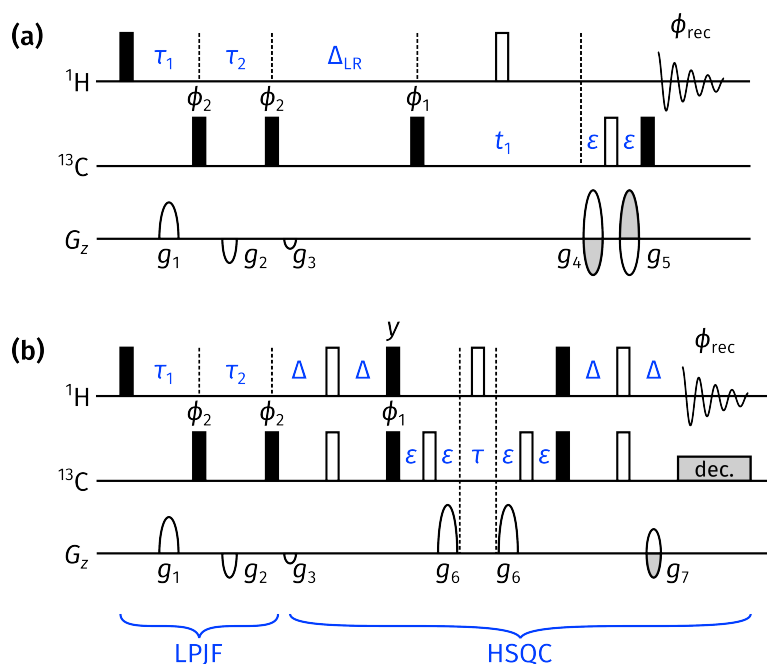 (a)
ϕrec
τ1 τ2 ΔLR
¹H
ϕ2 ϕ2 ϕ1
t1 ε ε
¹³C
Gz
g1 g2 g3 g4 g5
(b)
y
ϕrec
τ1 τ2 Δ Δ Δ Δ
¹H
ϕ2 ϕ2 ϕ1
ε ε τ ε ε
¹³C
dec.
Gz
g1 g2 g3 g6 g6 g7
LPJF HSQC